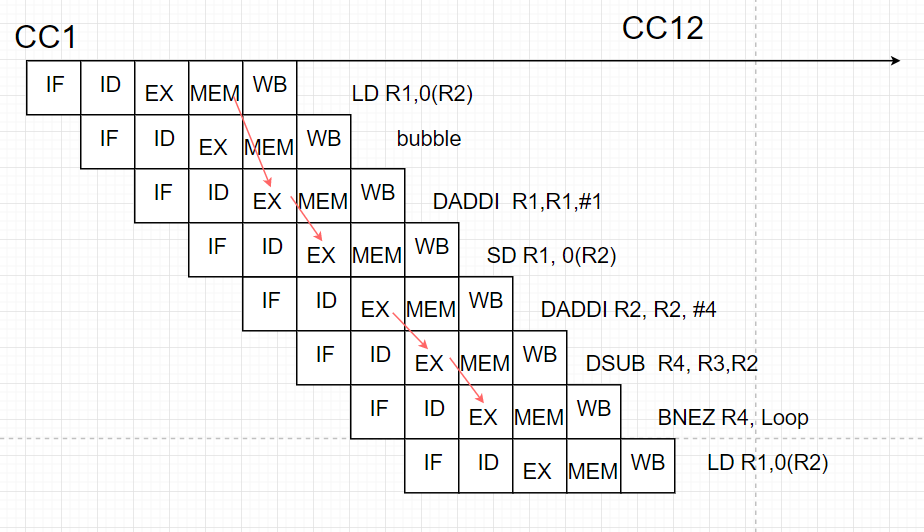 CC1
CC12
IF ID EX MEM WB LD R1,0(R2)
IF ID EX MEM WB bubble
IF ID EX MEM WB DADDI R1,R1,#1
IF ID EX MEM WB SD R1, 0(R2)
IF ID EX MEM WB DADDI R2, R2, #4
IF ID EX MEM WB DSUB R4, R3,R2
IF ID EX MEM WB BNEZ R4, Loop
IF ID EX MEM WB LD R1,0(R2)